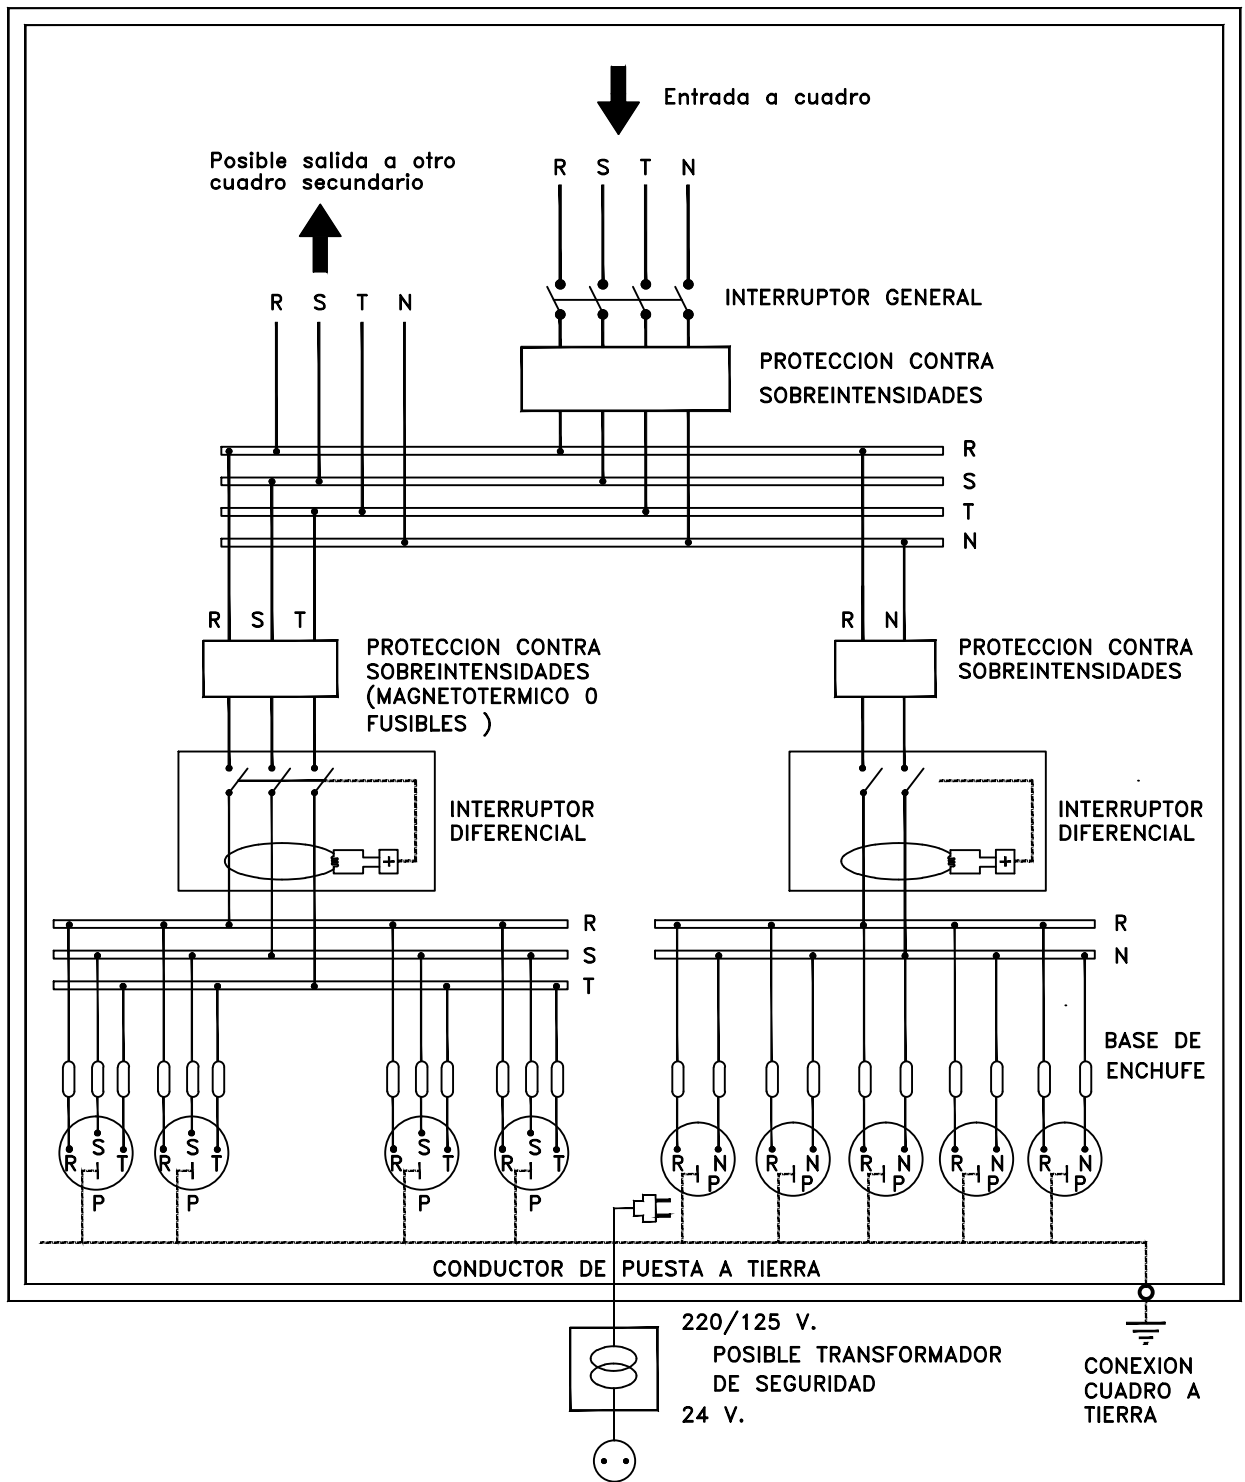 Entrada a cuadro
Posible salida a otro
cuadro secundario
R S T N
R S T N
INTERRUPTOR GENERAL
PROTECCION CONTRA
SOBREINTENSIDADES
R
S
T
N
R S T
R N
PROTECCION CONTRA
SOBREINTENSIDADES
(MAGNETOTERMICO O
FUSIBLES )
PROTECCION CONTRA
SOBREINTENSIDADES
INTERRUPTOR
DIFERENCIAL
INTERRUPTOR
DIFERENCIAL
R
S
T
R
N
BASE DE
ENCHUFE
R S T
P
R S T
R S T
P
R S T
P
R N
P
R N
P
R N
P
R N
P
R N
P
CONDUCTOR DE PUESTA A TIERRA
220/125 V.
POSIBLE TRANSFORMADOR
DE SEGURIDAD
24 V.
CONEXION
CUADRO A
TIERRA